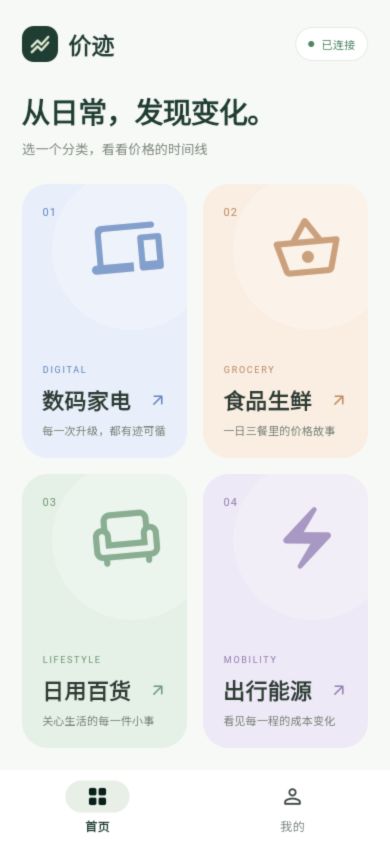 价迹
已连接
从日常，发现变化。
选一个分类，看看价格的时间线
01
DIGITAL
数码家电
每一次升级，都有迹可循
02
GROCERY
食品生鲜
一日三餐里的价格故事
03
LIFESTYLE
日用百货
关心生活的每一件小事
04
MOBILITY
出行能源
看见每一程的成本变化
首页
我的